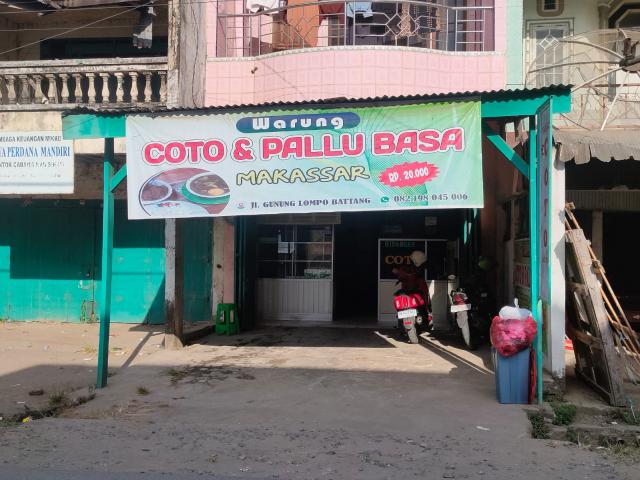 Warung
COTO & PALLU BASA
MAKASSAR
RP. 20.000
JL. GUNUNG LOMPO BATTANG
082 198 045 006
PERDANA MANDIRI
COTO